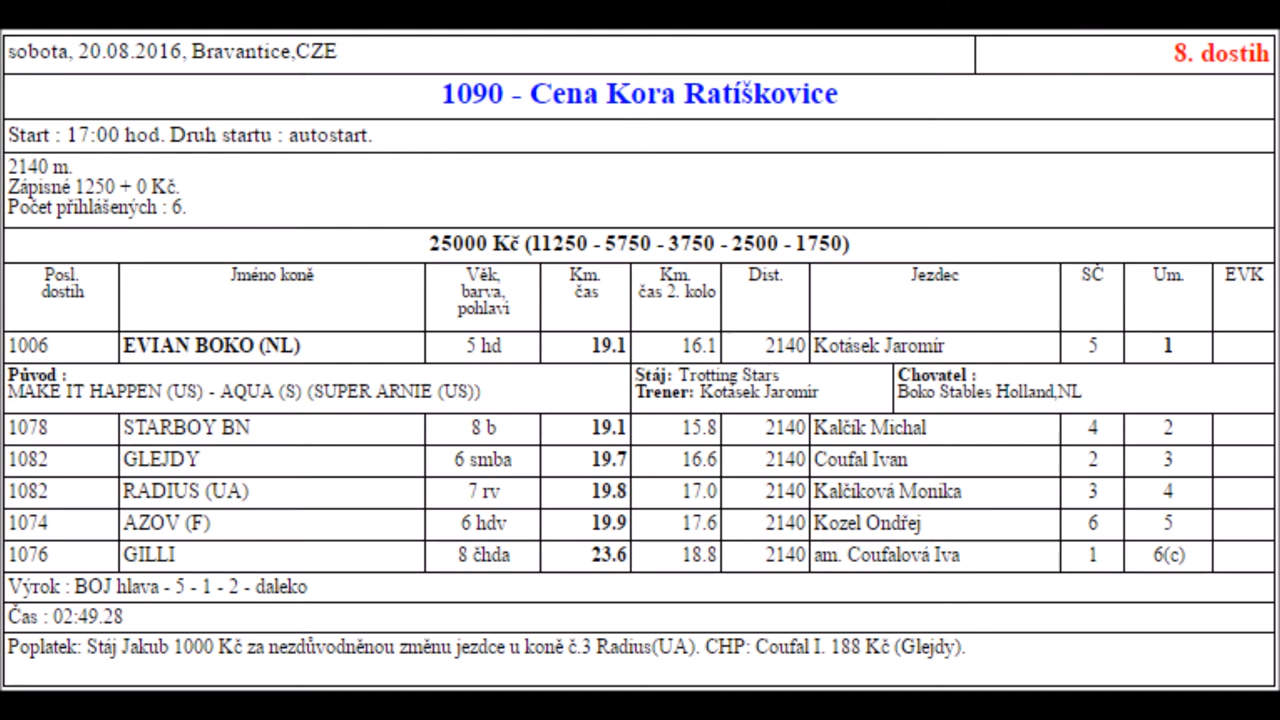 sobota, 20.08.2016, Bravantice,CZE 8. dostih
1090 - Cena Kora Ratíškovice
Start : 17:00 hod. Druh startu : autostart.
2140 m.
Zápisné 1250 + 0 Kč.
Počet přihlášených : 6.
25000 Kč (11250 - 5750 - 3750 - 2500 - 1750)
Posl. dostih Jméno koně Věk, barva, pohlaví Km. čas Km. čas 2. kolo Dist. Jezdec SČ Um. EVK
1006 EVIAN BOKO (NL) 5 hd 19.1 16.1 2140 Kotásek Jaromír 5 1
Původ : Stáj: Trotting Stars Chovatel :
MAKE IT HAPPEN (US) - AQUA (S) (SUPER ARNIE (US)) Trener: Kotásek Jaromír Boko Stables Holland,NL
1078 STARBOY BN 8 b 19.1 15.8 2140 Kalčík Michal 4 2
1082 GLEJDY 6 smba 19.7 16.6 2140 Coufal Ivan 2 3
1082 RADIUS (UA) 7 rv 19.8 17.0 2140 Kalčíková Monika 3 4
1074 AZOV (F) 6 hdv 19.9 17.6 2140 Kozel Ondřej 6 5
1076 GILLI 8 čhda 23.6 18.8 2140 am. Coufalová Iva 1 6(c)
Výrok : BOJ hlava - 5 - 1 - 2 - daleko
Čas : 02:49.28
Poplatek: Stáj Jakub 1000 Kč za nezdůvodněnou změnu jezdce u koně č.3 Radius(UA). CHP: Coufal I. 188 Kč (Glejdy).